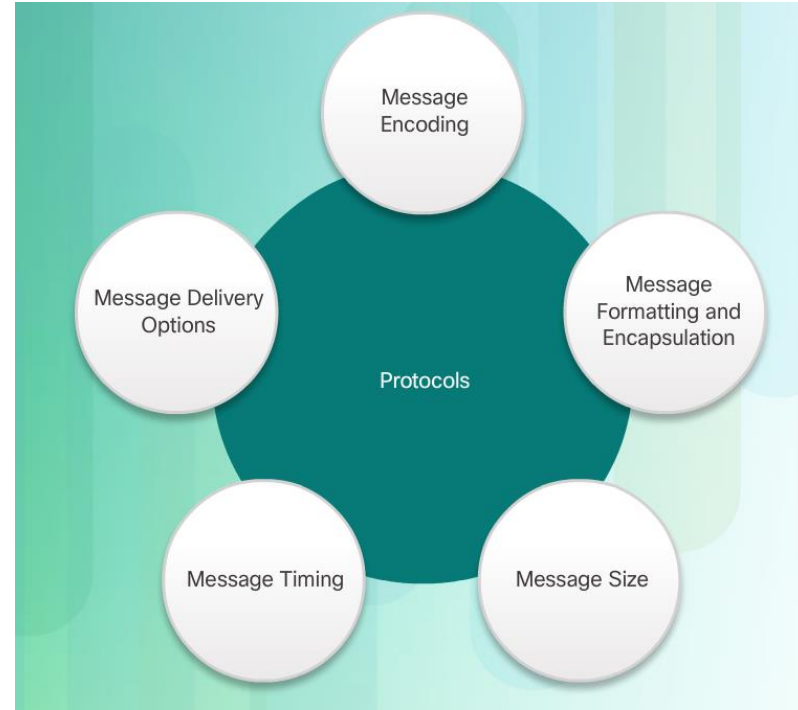 Message
Encoding
Message Delivery
Options
Message
Formatting and
Encapsulation
Protocols
Message Timing
Message Size